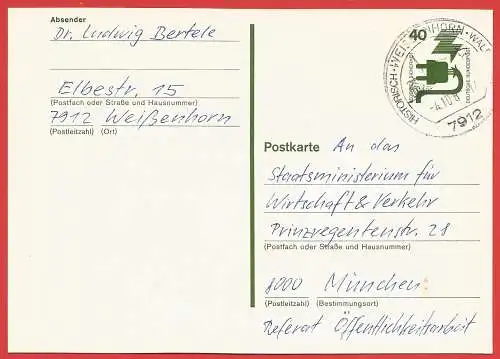 Absender
Dr. Ludwig Bertele
Elbestr. 15
(Postfach oder Straße und Hausnummer)
7912 Weißenhorn
(Postleitzahl) (Ort)
40
DEUTSCHE BUNDESPOST
7912
Postkarte An das
Staatsministerium für
Wirtschaft & Verkehr
Prinzregentenstr. 28
(Postfach oder Straße und Hausnummer)
8000 München
(Postleitzahl) (Bestimmungsort)
Referat Öffentlichkeitsarbeit